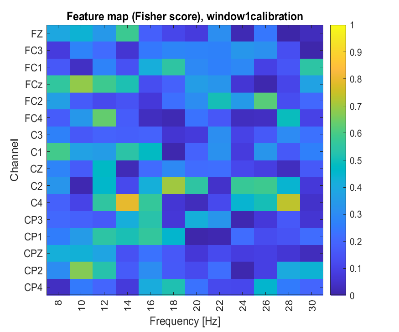 Feature map (Fisher score), window1calibration
FZ
FC3
FC1
FCz
FC2
FC4
C3
C1
CZ
C2
C4
CP3
CP1
CPZ
CP2
CP4
Channel
8 10 12 14 16 18 20 22 24 26 28 30
Frequency [Hz]
1
0.9
0.8
0.7
0.6
0.5
0.4
0.3
0.2
0.1
0